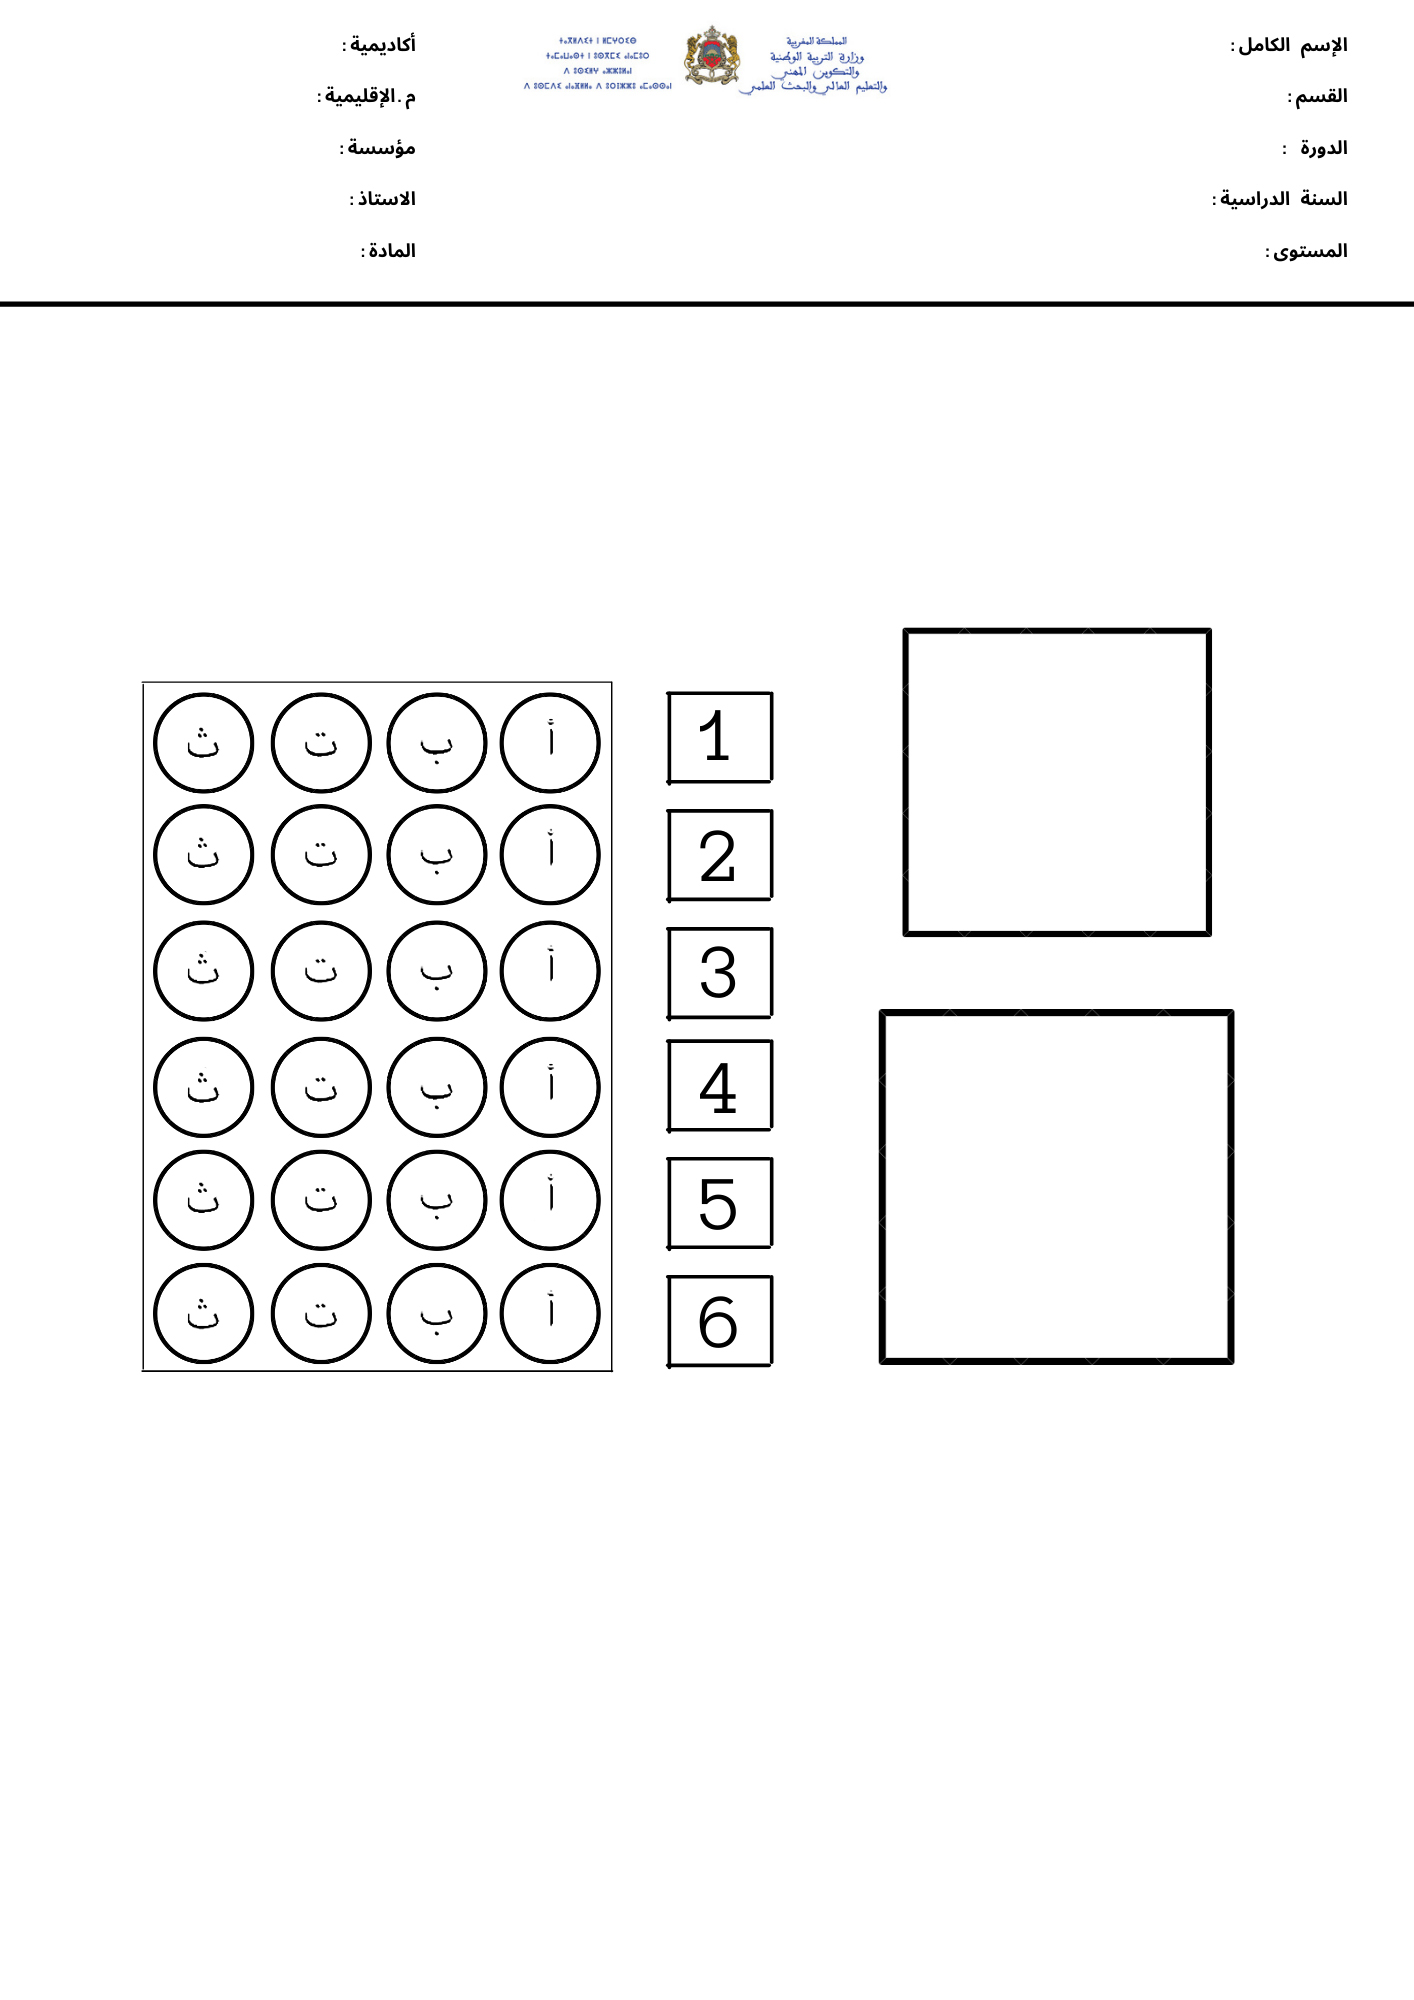 الإسم الكامل :
القسم :
الدورة :
السنة الدراسية :
المستوى :
المملكة المغربية
وزارة التربية الوطنية
والتكوين المهني
والتعليم العالي والبحث العلمي
أكاديمية :
م.الإقليمية :
مؤسسة :
الاستاذ :
المادة :
1 أ ب ت ث
2 أ ب ت ث
3 أ ب ت ث
4 أ ب ت ث
5 أ ب ت ث
6 أ ب ت ث